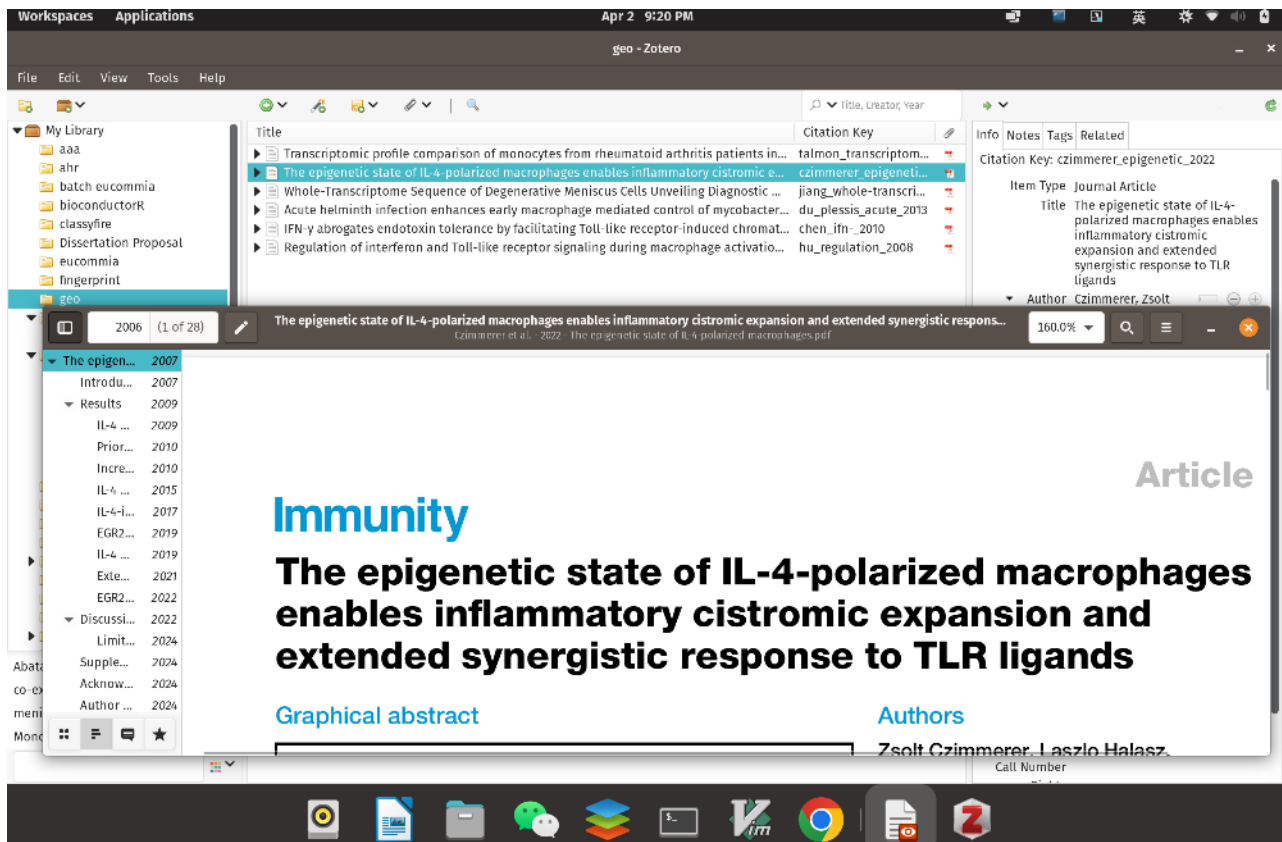 Workspaces Applications Apr 2 9:20 PM 英
geo - Zotero
File Edit View Tools Help
Title, Creator, Year
My Library
aaa
ahr
batch eucommia
bioconductorR
classyfire
Dissertation Proposal
eucommia
fingerprint
geo
Title Citation Key
Transcriptomic profile comparison of monocytes from rheumatoid arthritis patients in... talmon_transcriptom...
The epigenetic state of IL-4-polarized macrophages enables inflammatory cistromic e... czimmerer_epigeneti...
Whole-Transcriptome Sequence of Degenerative Meniscus Cells Unveiling Diagnostic ... jiang_whole-transcri...
Acute helminth infection enhances early macrophage mediated control of mycobacter... du_plessis_acute_2013
IFN-γ abrogates endotoxin tolerance by facilitating Toll-like receptor-induced chromat... chen_ifn-_2010
Regulation of interferon and Toll-like receptor signaling during macrophage activatio... hu_regulation_2008
Info Notes Tags Related
Citation Key: czimmerer_epigenetic_2022
Item Type Journal Article
Title The epigenetic state of IL-4-
polarized macrophages enables
inflammatory cistromic
expansion and extended
synergistic response to TLR
ligands
Author Czimmerer, Zsolt
2006 (1 of 28)
The epigenetic state of IL-4-polarized macrophages enables inflammatory cistromic expansion and extended synergistic respons...
Czimmerer et al. - 2022 - The epigenetic state of IL-4-polarized macrophages.pdf
160.0%
The epigen... 2007
Introdu... 2007
Results 2009
IL-4 ... 2009
Prior... 2010
Incre... 2010
IL-4 ... 2015
IL-4-i... 2017
EGR2... 2019
IL-4 ... 2019
Exte... 2021
EGR2... 2022
Discussi... 2022
Limit... 2024
Supple... 2024
Acknow... 2024
Author ... 2024
Article
Immunity
The epigenetic state of IL-4-polarized macrophages
enables inflammatory cistromic expansion and
extended synergistic response to TLR ligands
Graphical abstract
Authors
Zsolt Czimmerer, Laszlo Halasz,
Abata
co-ex
meni
Mono
Call Number
Vim
Z